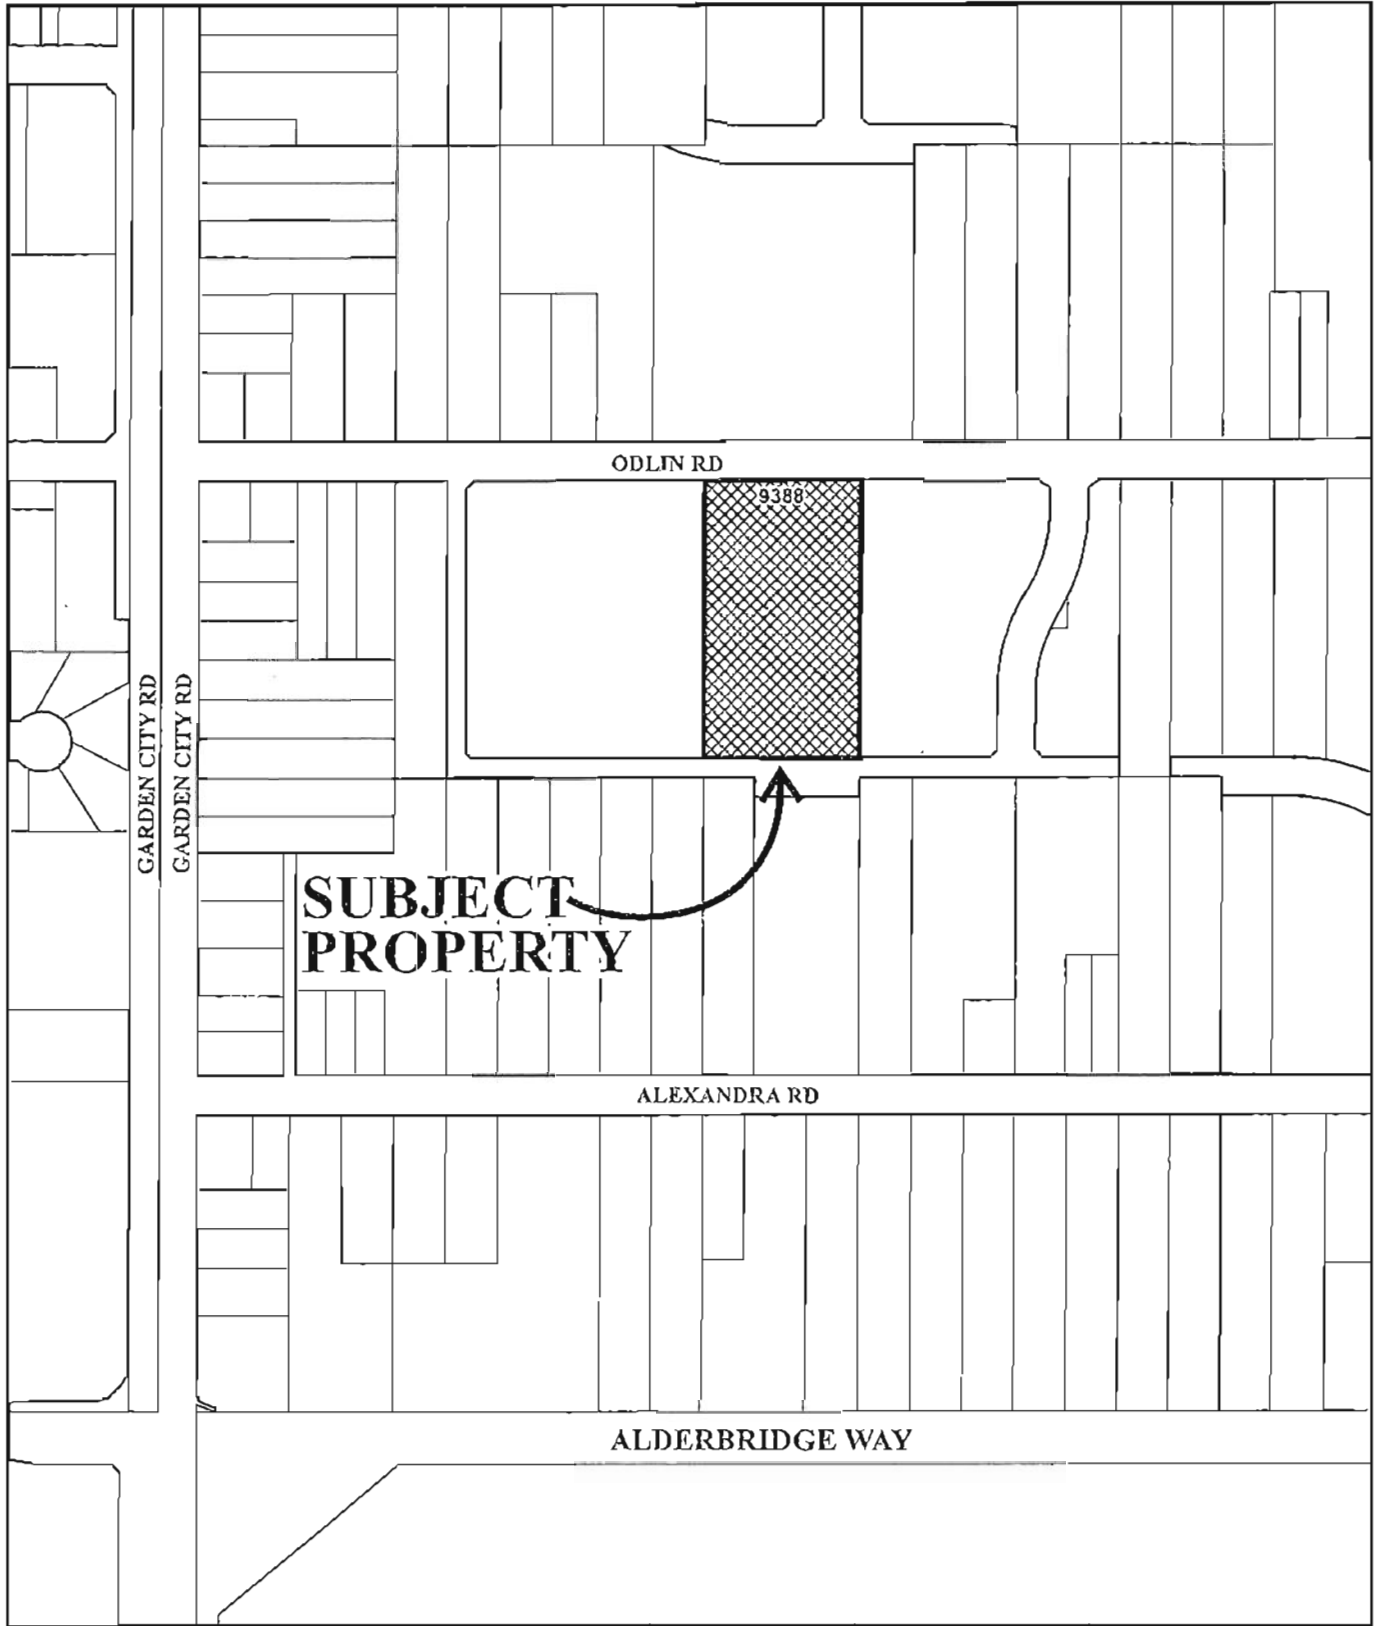 ODLIN RD
9388
GARDEN CITY RD
GARDEN CITY RD
SUBJECT
PROPERTY
ALEXANDRA RD
ALDERBRIDGE WAY